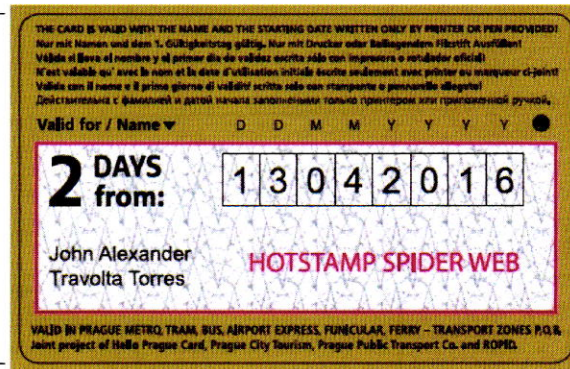 THE CARD IS VALID WITH THE NAME AND THE STARTING DATE WRITTEN ONLY BY PRINTER OR PEN PROVIDED!
Nur mit Namen und dem 1. Gültigkeitstag gültig. Nur mit Drucker oder Beiliegendem Filzstift Ausfüllen!
Válida si lleva el nombre y el primer día de validez escrito sólo con impresora o rotulador oficial!
N'est valable qu' avec le nom et la date d'utilisation initiale écrite seulement avec printer ou marqueur ci-joint!
Valida con il nome e il primo giorno di validitá scritto solo con stampante o pennarello allegato!
Действительна с фамилией и датой начала заполненными только принтером или приложенной ручкой.
Valid for / Name ▾ D D M M Y Y Y Y
2 DAYS from: 1 3 0 4 2 0 1 6
John Alexander
Travolta Torres
HOTSTAMP SPIDER WEB
VALID IN PRAGUE METRO, TRAM, BUS, AIRPORT EXPRESS, FUNICULAR, FERRY – TRANSPORT ZONES P,0,B.
Joint project of Hello Prague Card, Prague City Tourism, Prague Public Transport Co. and ROPID.